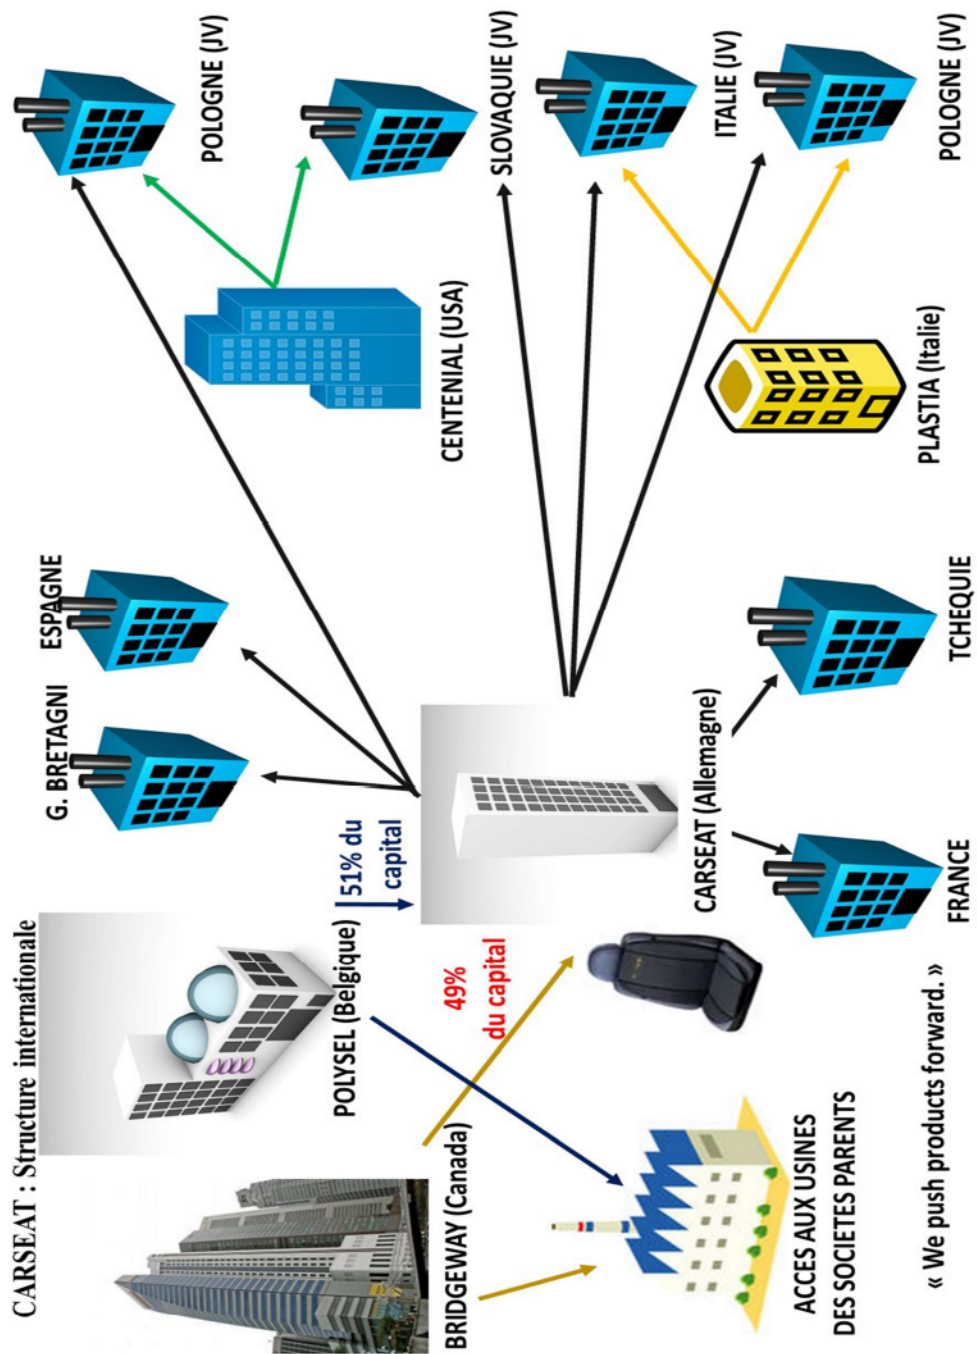 CARSEAT : Structure internationale
G. BRETAGNI
ESPAGNE
POLOGNE (JV)
51% du
capital
POLYSEL (Belgique)
CENTENIAL (USA)
BRIDGEWAY (Canada)
49%
du capital
SLOVAQUIE (JV)
CARSEAT (Allemagne)
ITALIE (JV)
ACCES AUX USINES
DES SOCIETES PARENTS
PLASTIA (Italie)
« We push products forward. »
FRANCE
TCHEQUIE
POLOGNE (JV)